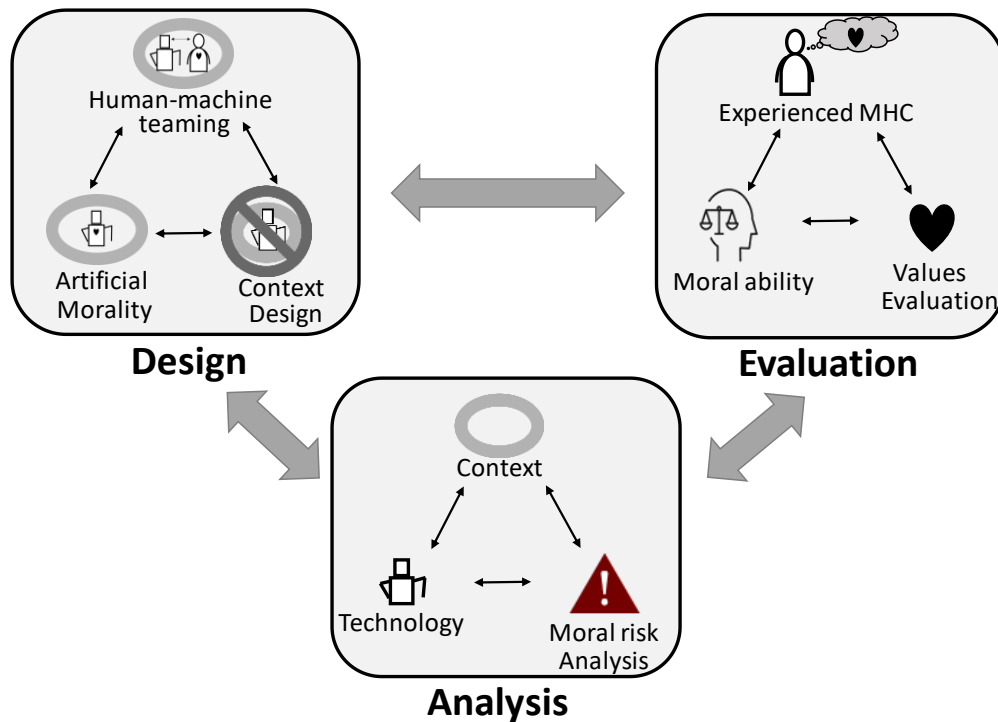 Human-machine
teaming
Artificial
Morality
Context
Design
Design
Experienced MHC
Moral ability
Values
Evaluation
Evaluation
Context
Technology
!
Moral risk
Analysis
Analysis